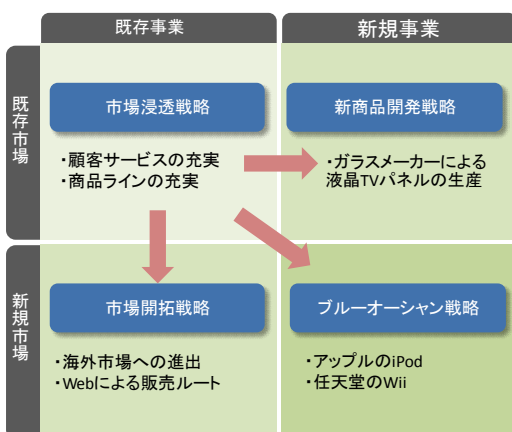 既存事業
新規事業
既存市場
市場浸透戦略
新商品開発戦略
・顧客サービスの充実
・商品ラインの充実
・ガラスメーカーによる
液晶TVパネルの生産
新規市場
市場開拓戦略
ブルーオーシャン戦略
・海外市場への進出
・Webによる販売ルート
・アップルのiPod
・任天堂のWii